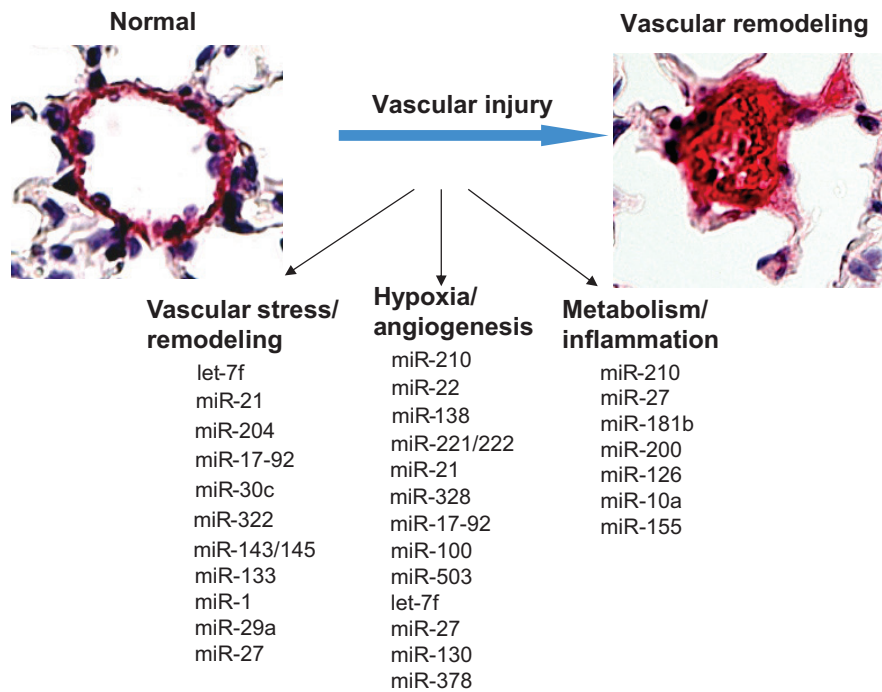 Normal
Vascular remodeling
Vascular injury
Vascular stress/
remodeling
let-7f
miR-21
miR-204
miR-17-92
miR-30c
miR-322
miR-143/145
miR-133
miR-1
miR-29a
miR-27
Hypoxia/
angiogenesis
miR-210
miR-22
miR-138
miR-221/222
miR-21
miR-328
miR-17-92
miR-100
miR-503
let-7f
miR-27
miR-130
miR-378
Metabolism/
inflammation
miR-210
miR-27
miR-181b
miR-200
miR-126
miR-10a
miR-155